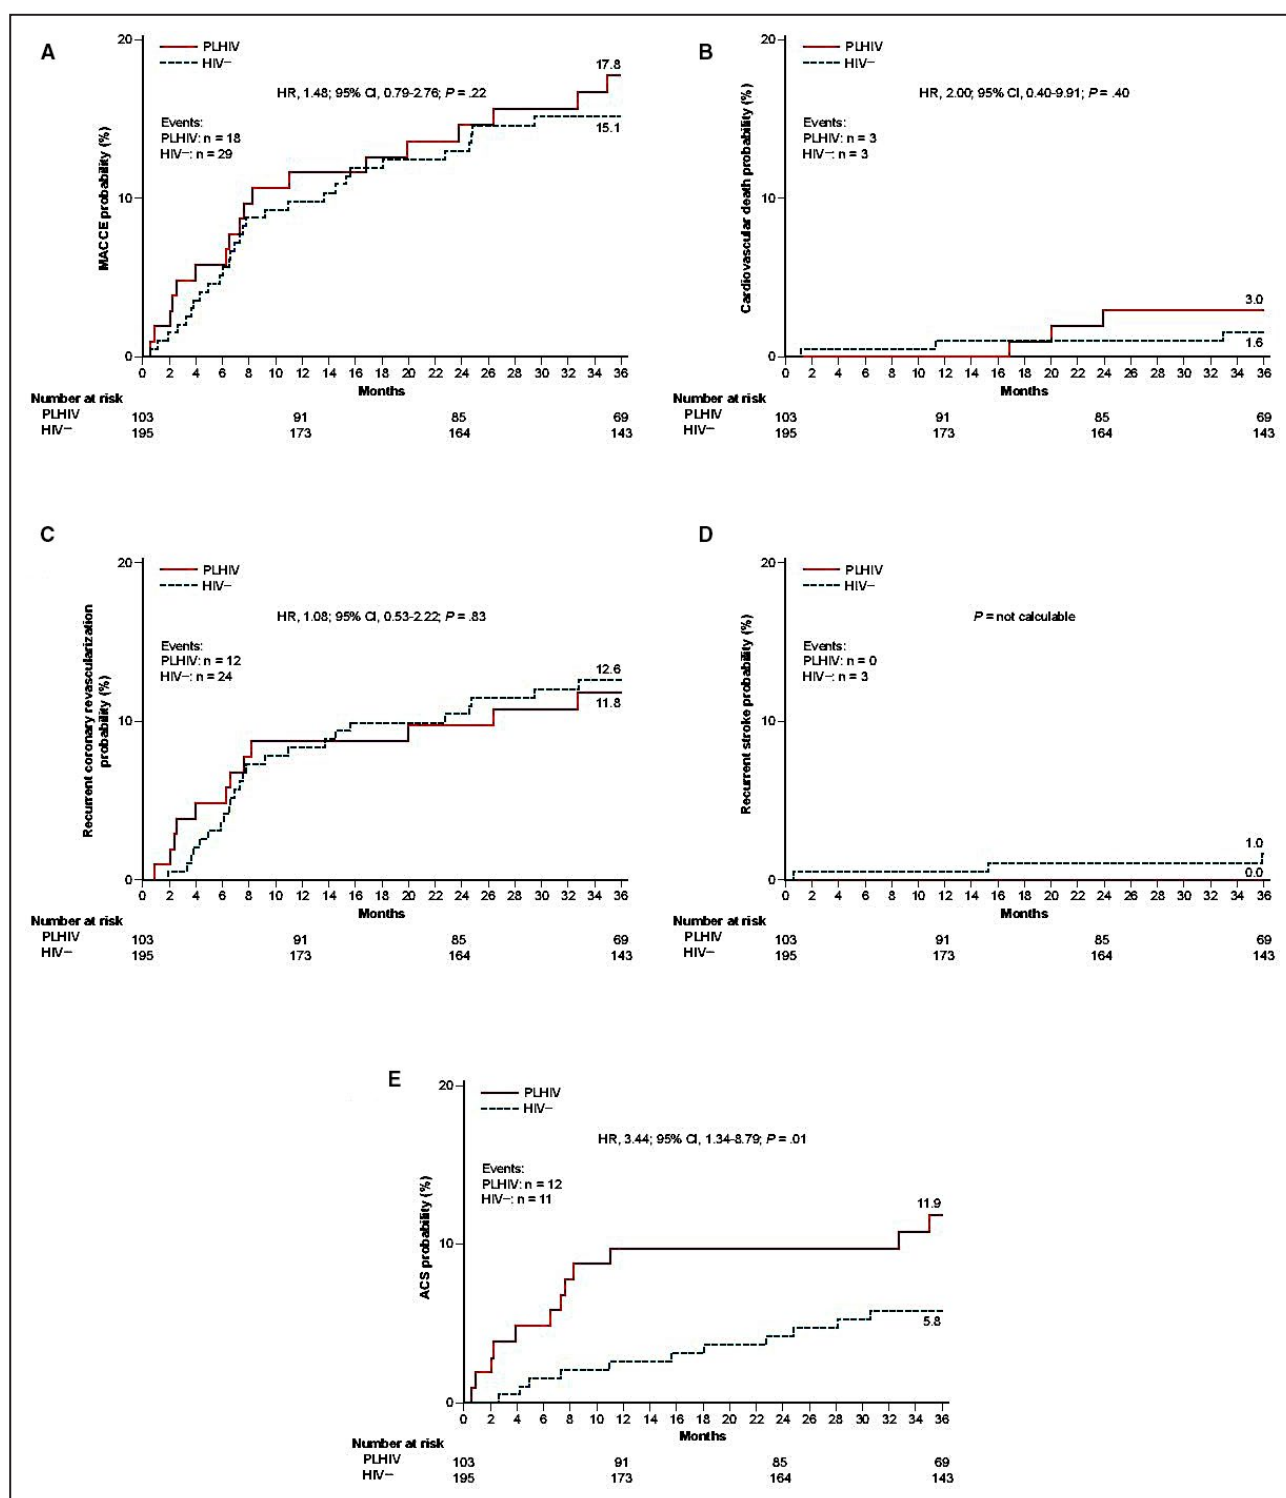 A
20
PLHIV
HIV–
17.8
HR, 1.48; 95% CI, 0.79-2.76; P = .22
Events:
PLHIV: n = 18
HIV–: n = 29
15.1
MACCE probability (%)
10
0
0 2 4 6 8 10 12 14 16 18 20 22 24 26 28 30 32 34 36
Months
Number at risk
PLHIV 103 91 85 69
HIV– 195 173 164 143
B
20
PLHIV
HIV–
HR, 2.00; 95% CI, 0.40-9.91; P = .40
Events:
PLHIV: n = 3
HIV–: n = 3
Cardiovascular death probability (%)
10
3.0
1.6
0
0 2 4 6 8 10 12 14 16 18 20 22 24 26 28 30 32 34 36
Months
Number at risk
PLHIV 103 91 85 69
HIV– 195 173 164 143
C
20
PLHIV
HIV–
HR, 1.08; 95% CI, 0.53-2.22; P = .83
Events:
PLHIV: n = 12
HIV–: n = 24
12.6
11.8
Recurrent coronary revascularization
probability (%)
10
0
0 2 4 6 8 10 12 14 16 18 20 22 24 26 28 30 32 34 36
Months
Number at risk
PLHIV 103 91 85 69
HIV– 195 173 164 143
D
20
PLHIV
HIV–
P = not calculable
Events:
PLHIV: n = 0
HIV–: n = 3
Recurrent stroke probability (%)
10
1.0
0.0
0
0 2 4 6 8 10 12 14 16 18 20 22 24 26 28 30 32 34 36
Months
Number at risk
PLHIV 103 91 85 69
HIV– 195 173 164 143
E
20
PLHIV
HIV–
HR, 3.44; 95% CI, 1.34-8.79; P = .01
Events:
PLHIV: n = 12
HIV–: n = 11
11.9
ACS probability (%)
10
5.8
0
0 2 4 6 8 10 12 14 16 18 20 22 24 26 28 30 32 34 36
Months
Number at risk
PLHIV 103 91 85 69
HIV– 195 173 164 143